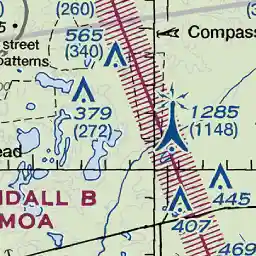 (260)
565
(340)
Compass
street
patterns
379
(272)
1285
(1148)
ead
NDALL B
MOA
445
407
469